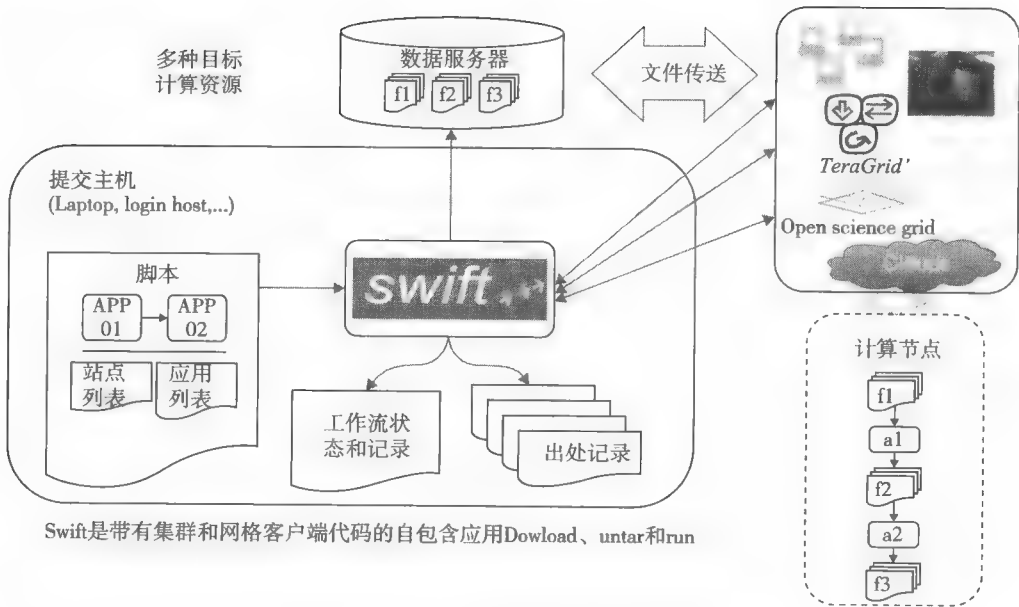 多种目标
计算资源
数据服务器
f1 f2 f3
文件传送
TeraGrid'
Open science grid
提交主机
(Laptop, login host,...)
脚本
APP
01
APP
02
站点
列表
应用
列表
swift
工作流状
态和记录
出处记录
计算节点
f1
a1
f2
a2
f3
Swift是带有集群和网格客户端代码的自包含应用Dowload、untar和run